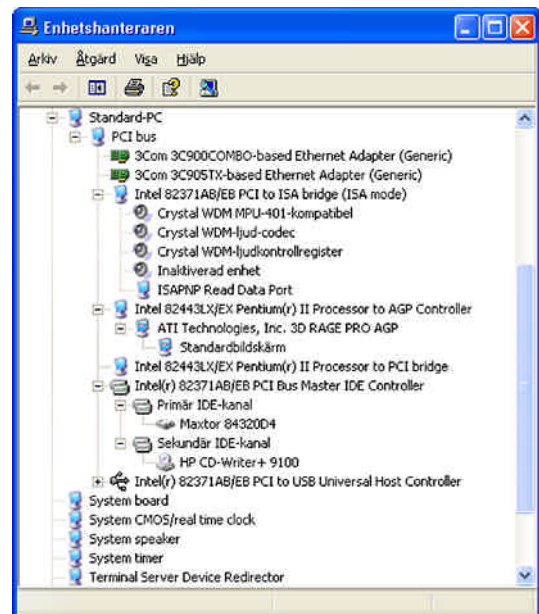 Enhetshanteraren
Arkiv Åtgärd Visa Hjälp
Standard-PC
PCI bus
3Com 3C900COMBO-based Ethernet Adapter (Generic)
3Com 3C905TX-based Ethernet Adapter (Generic)
Intel 82371AB/EB PCI to ISA bridge (ISA mode)
Crystal WDM MPU-401-kompatibel
Crystal WDM-ljud-codec
Crystal WDM-ljudkontrollregister
Inaktiverad enhet
ISAPNP Read Data Port
Intel 82443LX/EX Pentium(r) II Processor to AGP Controller
ATI Technologies, Inc. 3D RAGE PRO AGP
Standardbildskärm
Intel 82443LX/EX Pentium(r) II Processor to PCI bridge
Intel(r) 82371AB/EB PCI Bus Master IDE Controller
Primär IDE-kanal
Maxtor 84320D4
Sekundär IDE-kanal
HP CD-Writer+ 9100
Intel(r) 82371AB/EB PCI to USB Universal Host Controller
System board
System CMOS/real time clock
System speaker
System timer
Terminal Server Device Redirector